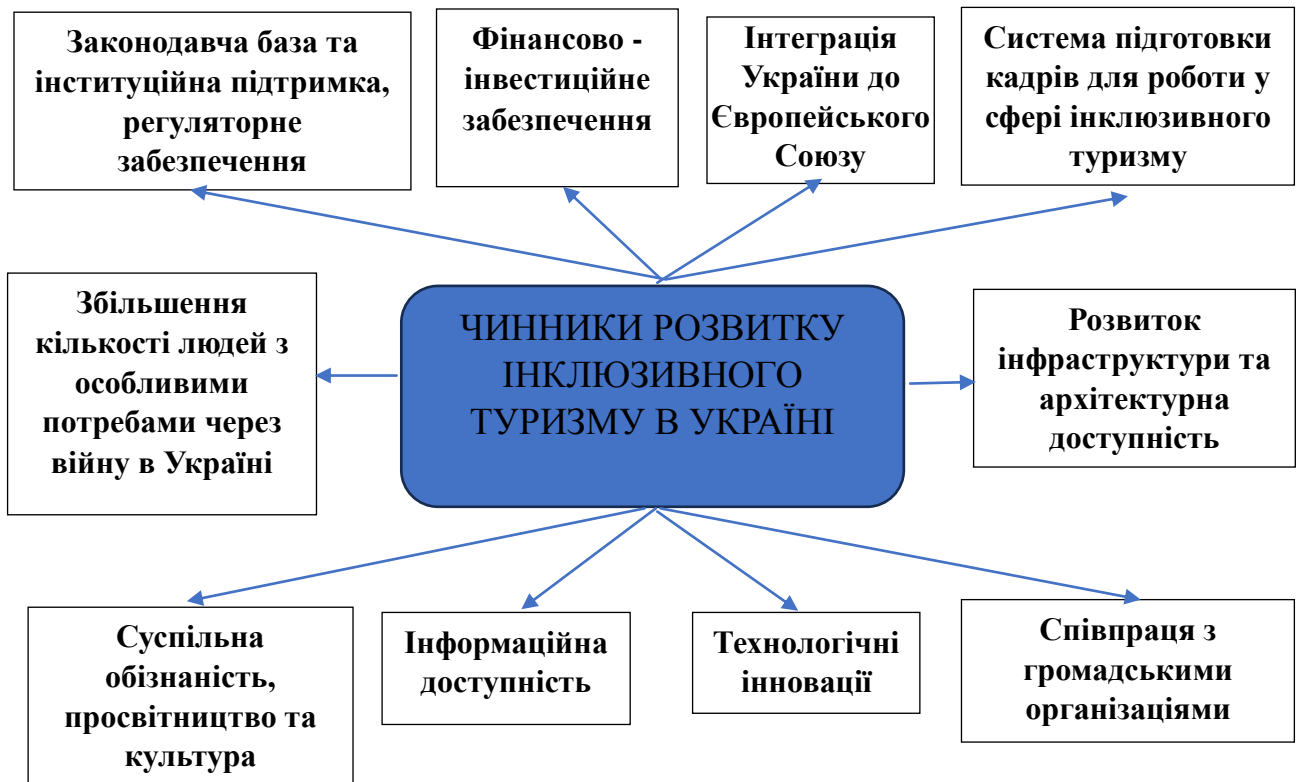 Законодавча база та
інституційна підтримка,
регуляторне
забезпечення
Фінансово -
інвестиційне
забезпечення
Інтеграція
України до
Європейського
Союзу
Система підготовки
кадрів для роботи у
сфері інклюзивного
туризму
Збільшення
кількості людей з
особливими
потребами через
війну в Україні
ЧИННИКИ РОЗВИТКУ
ІНКЛЮЗИВНОГО
ТУРИЗМУ В УКРАЇНІ
Розвиток
інфраструктури та
архітектурна
доступність
Суспільна
обізнаність,
просвітництво та
культура
Інформаційна
доступність
Технологічні
інновації
Співпраця з
громадськими
організаціями